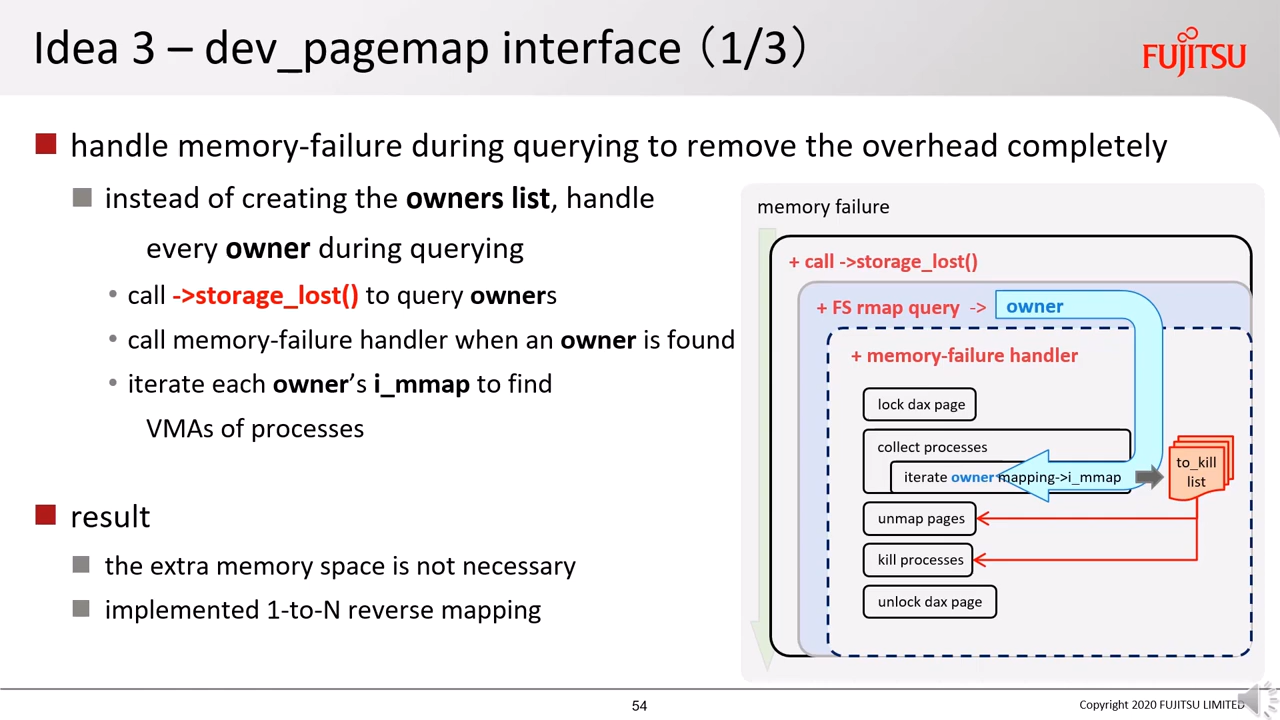 Idea 3 – dev_pagemap interface（1/3）
FUJITSU
handle memory-failure during querying to remove the overhead completely
instead of creating the owners list, handle
every owner during querying
• call ->storage_lost() to query owners
• call memory-failure handler when an owner is found
• iterate each owner’s i_mmap to find
VMAs of processes
result
the extra memory space is not necessary
implemented 1-to-N reverse mapping
memory failure
+ call ->storage_lost()
+ FS rmap query -> owner
+ memory-failure handler
lock dax page
collect processes
iterate owner mapping->i_mmap
to_kill
list
unmap pages
kill processes
unlock dax page
54
Copyright 2020 FUJITSU LIMITED